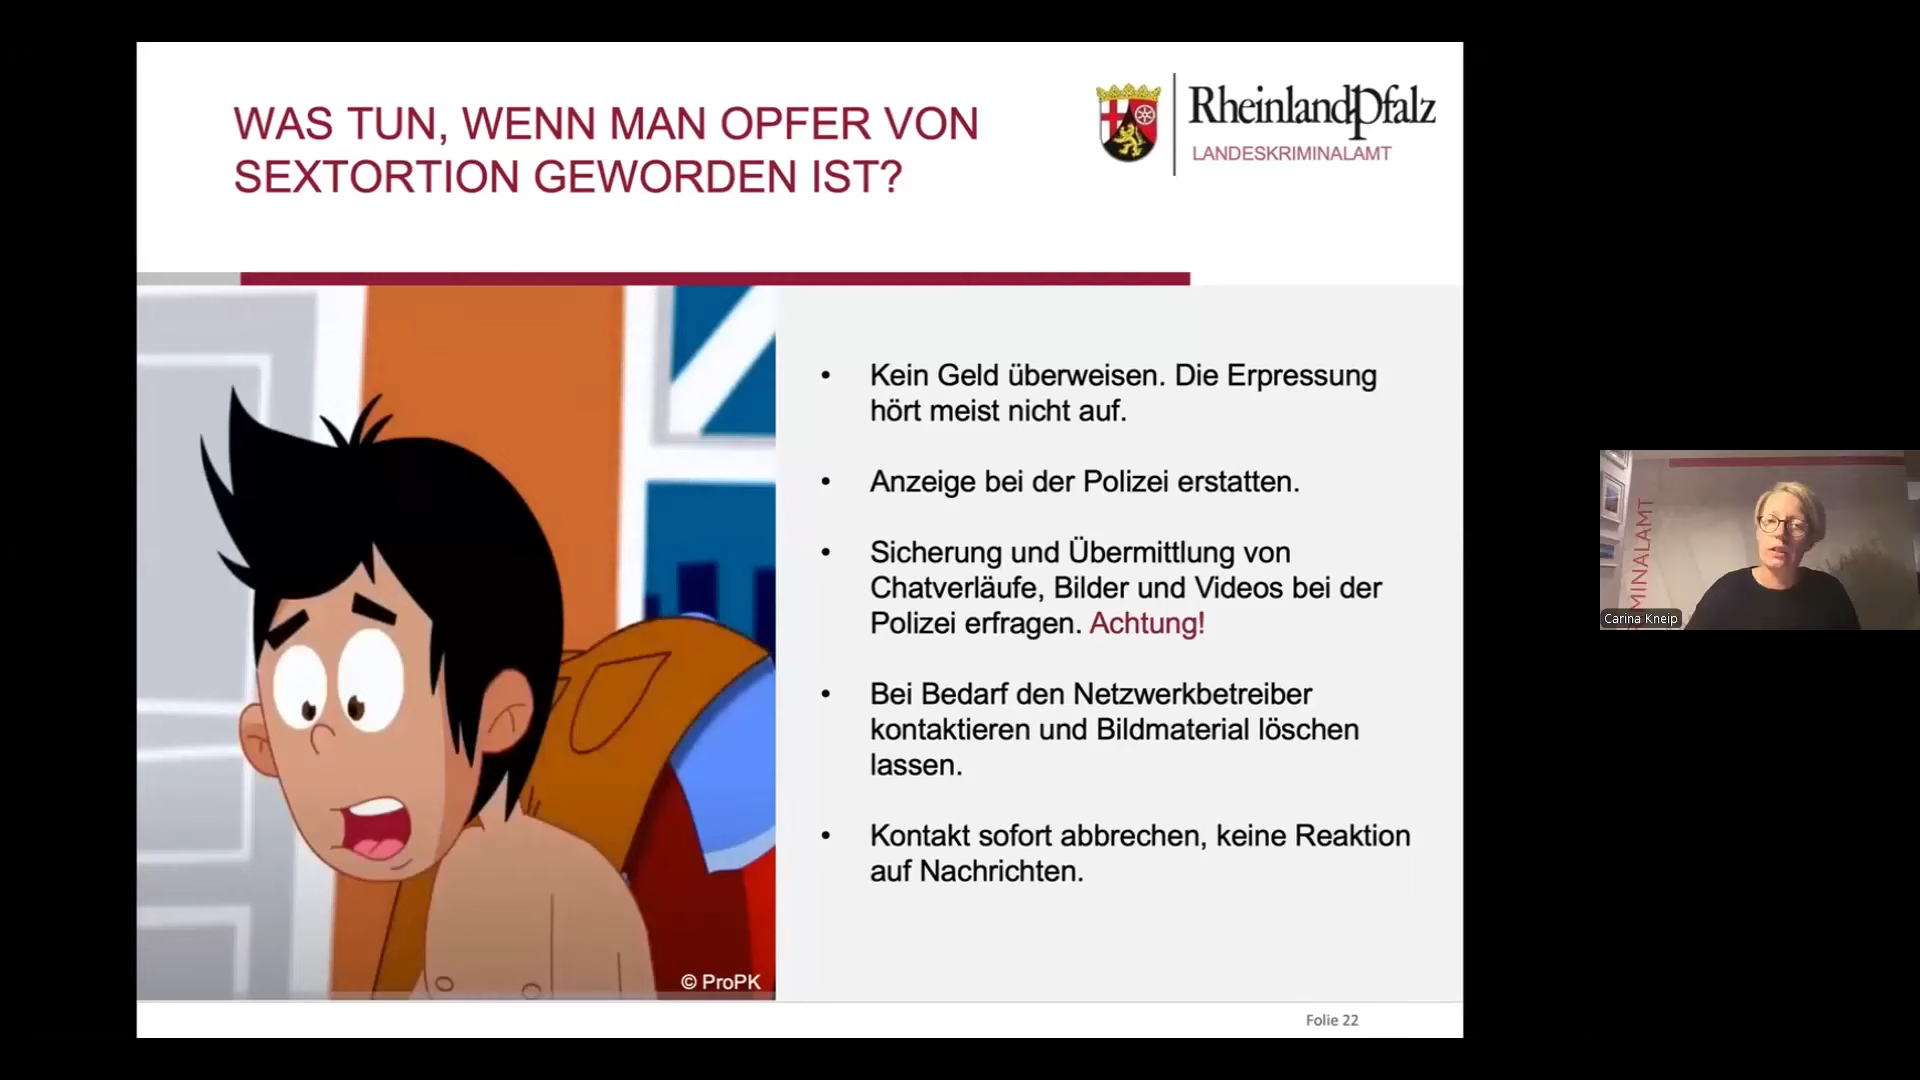 WAS TUN, WENN MAN OPFER VON
SEXTORTION GEWORDEN IST?
RheinlandPfalz
LANDESKRIMINALAMT
• Kein Geld überweisen. Die Erpressung
hört meist nicht auf.
• Anzeige bei der Polizei erstatten.
• Sicherung und Übermittlung von
Chatverläufe, Bilder und Videos bei der
Polizei erfragen. Achtung!
• Bei Bedarf den Netzwerkbetreiber
kontaktieren und Bildmaterial löschen
lassen.
• Kontakt sofort abbrechen, keine Reaktion
auf Nachrichten.
© ProPK
Folie 22
MINALAMT
Carina Kneip